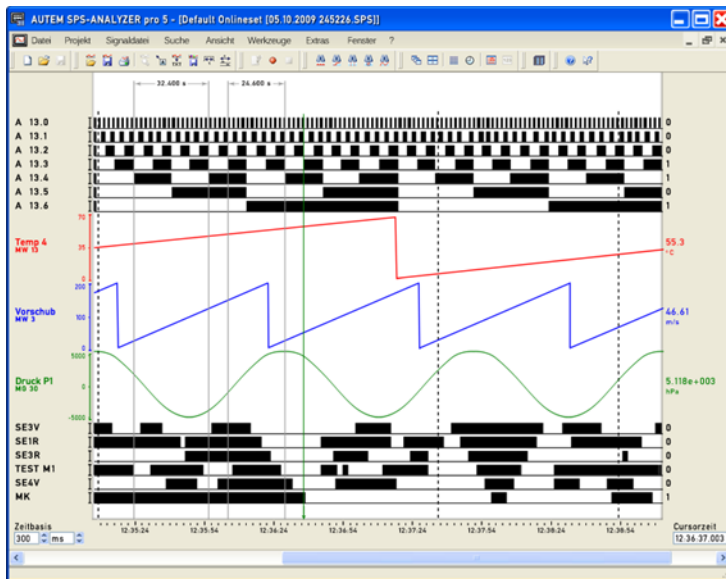 AUTEM SPS-ANALYZER pro 5 - [Default Onlineset [05.10.2009 245226.SPS]]
Datei Projekt Signaldatei Suche Ansicht Werkzeuge Extras Fenster ?
32.400 s 24.600 s
A 13.0 0
A 13.1 0
A 13.2 0
A 13.3 1
A 13.4 1
A 13.5 0
A 13.6 1
70
Temp 4 35 55.3
MW 13 °C
0
200
Vorschub 100 46.61
MW 3 m/s
0
5000
Druck P1 0 5.118e+003
MD 30 hPa
-5000
SE3V 0
SE1R 0
SE3R 0
TEST M1 0
SE4V 0
MK 1
Zeitbasis 12:35:24 12:35:54 12:36:24 12:36:54 12:37:24 12:37:54 12:38:24 12:38:54 Cursorzeit
300 ms 12:36:37.003